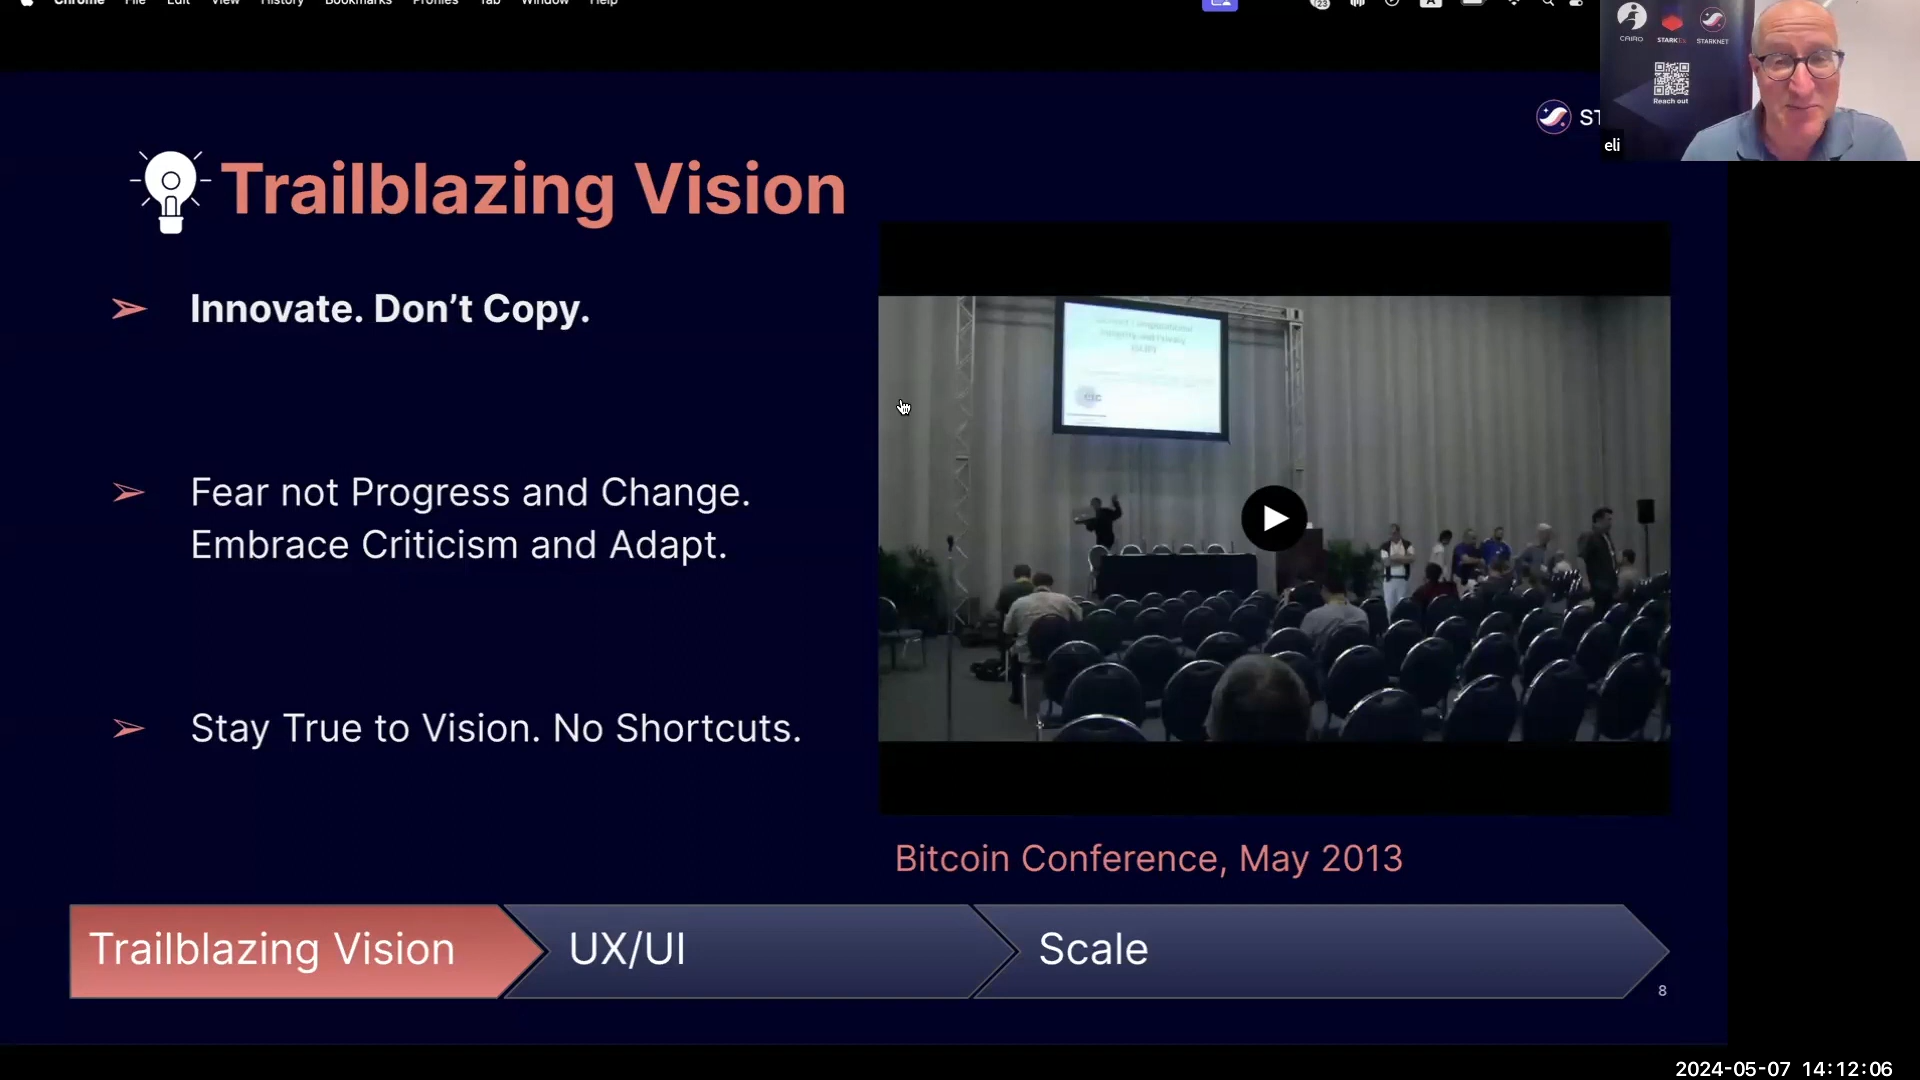 Chrome File Edit View History Bookmarks Profiles Tab Window Help
23
A
CAIRO
STARKEx
STARKNET
Reach out
eli
ST
Trailblazing Vision
➢ Innovate. Don’t Copy.
➢ Fear not Progress and Change.
Embrace Criticism and Adapt.
➢ Stay True to Vision. No Shortcuts.
Bitcoin Conference, May 2013
Trailblazing Vision
UX/UI
Scale
8
2024-05-07 14:12:06